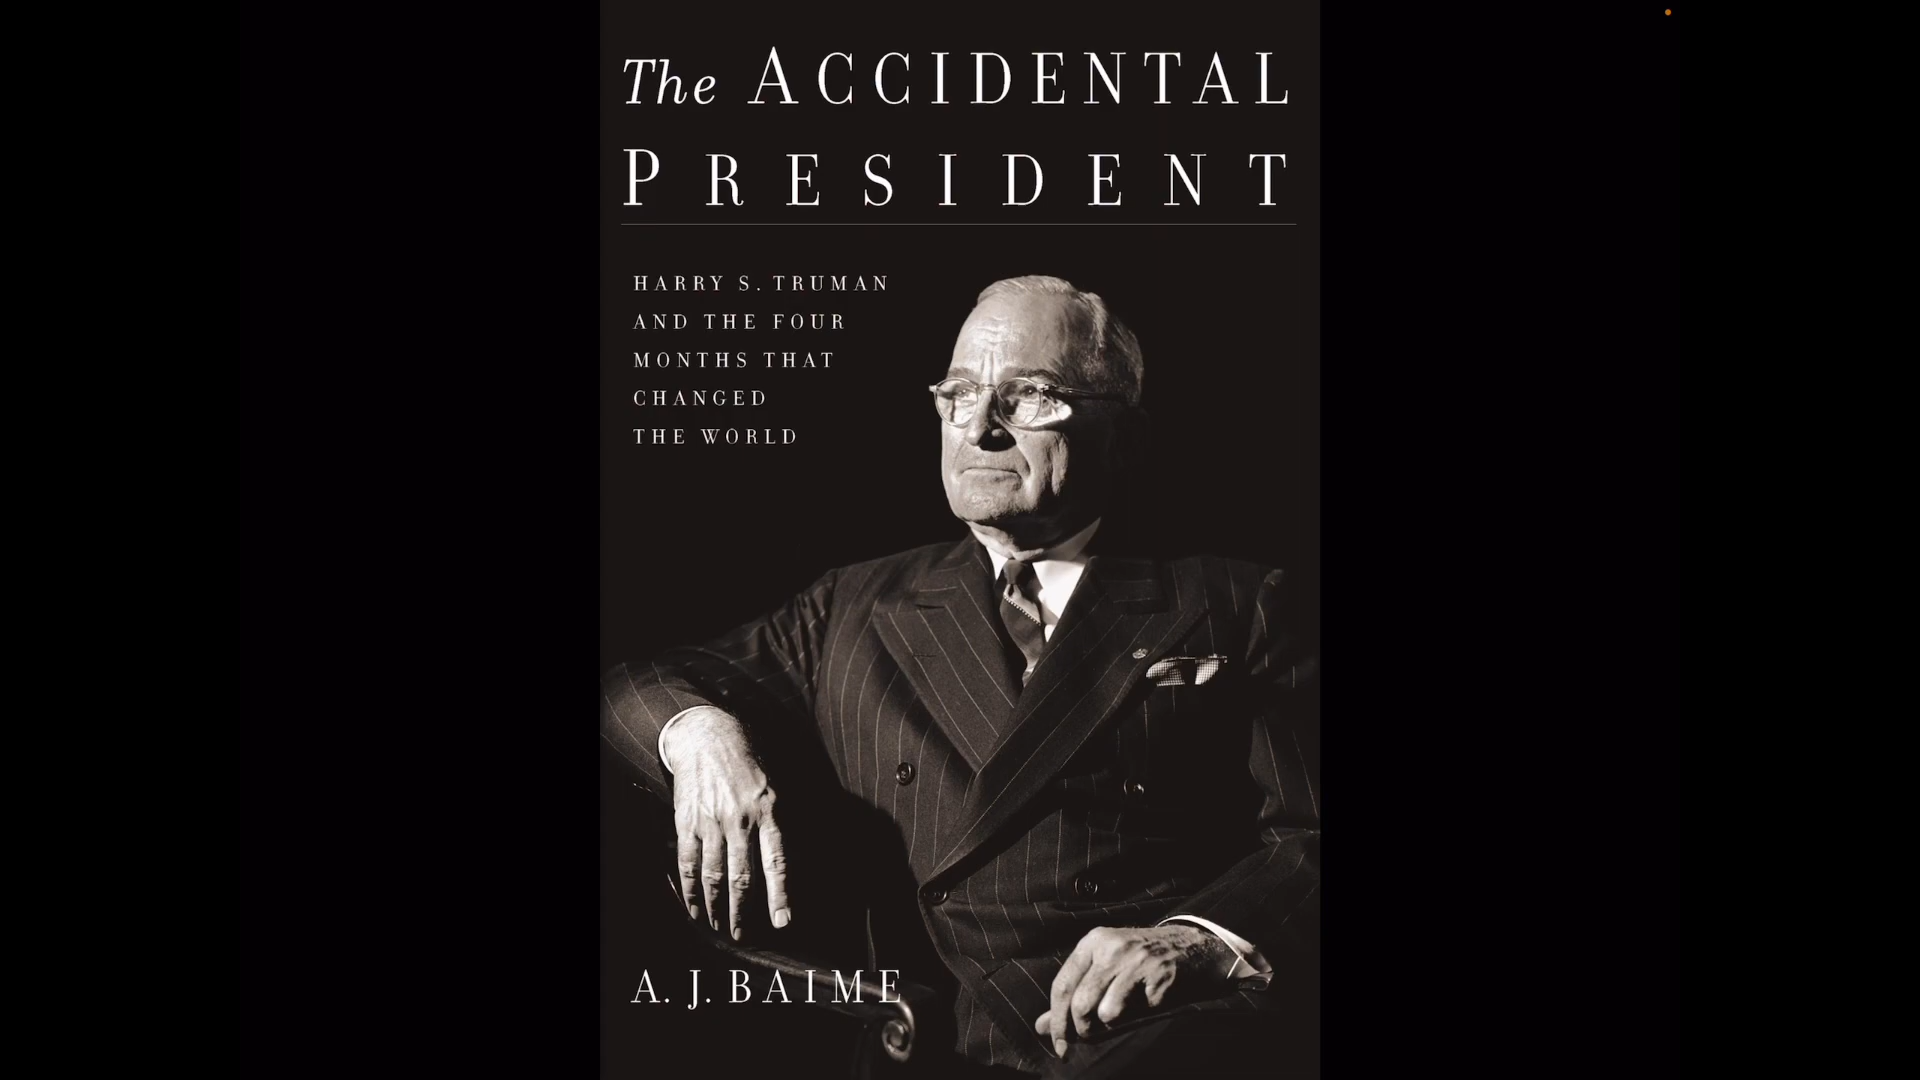 The ACCIDENTAL
PRESIDENT
HARRY S. TRUMAN
AND THE FOUR
MONTHS THAT
CHANGED
THE WORLD
A. J. BAIME